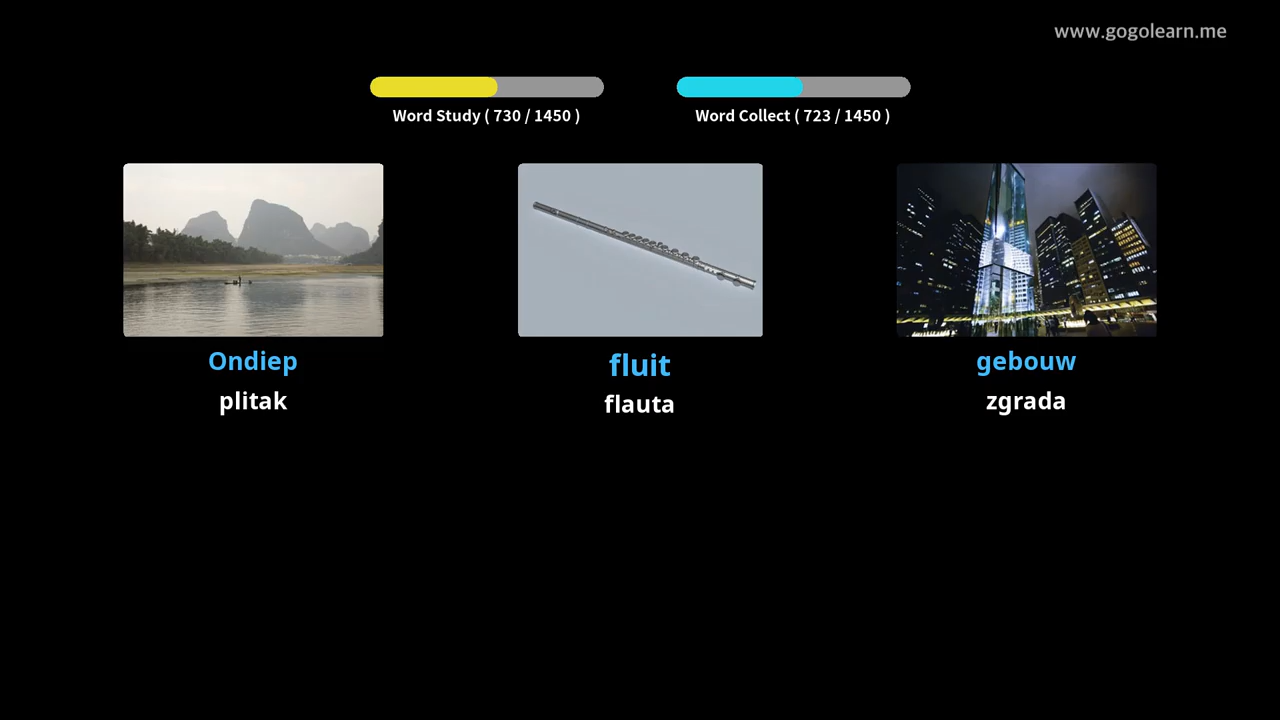 www.gogolearn.me
Word Study ( 730 / 1450 )
Word Collect ( 723 / 1450 )
Ondiep
plitak
fluit
flauta
gebouw
zgrada